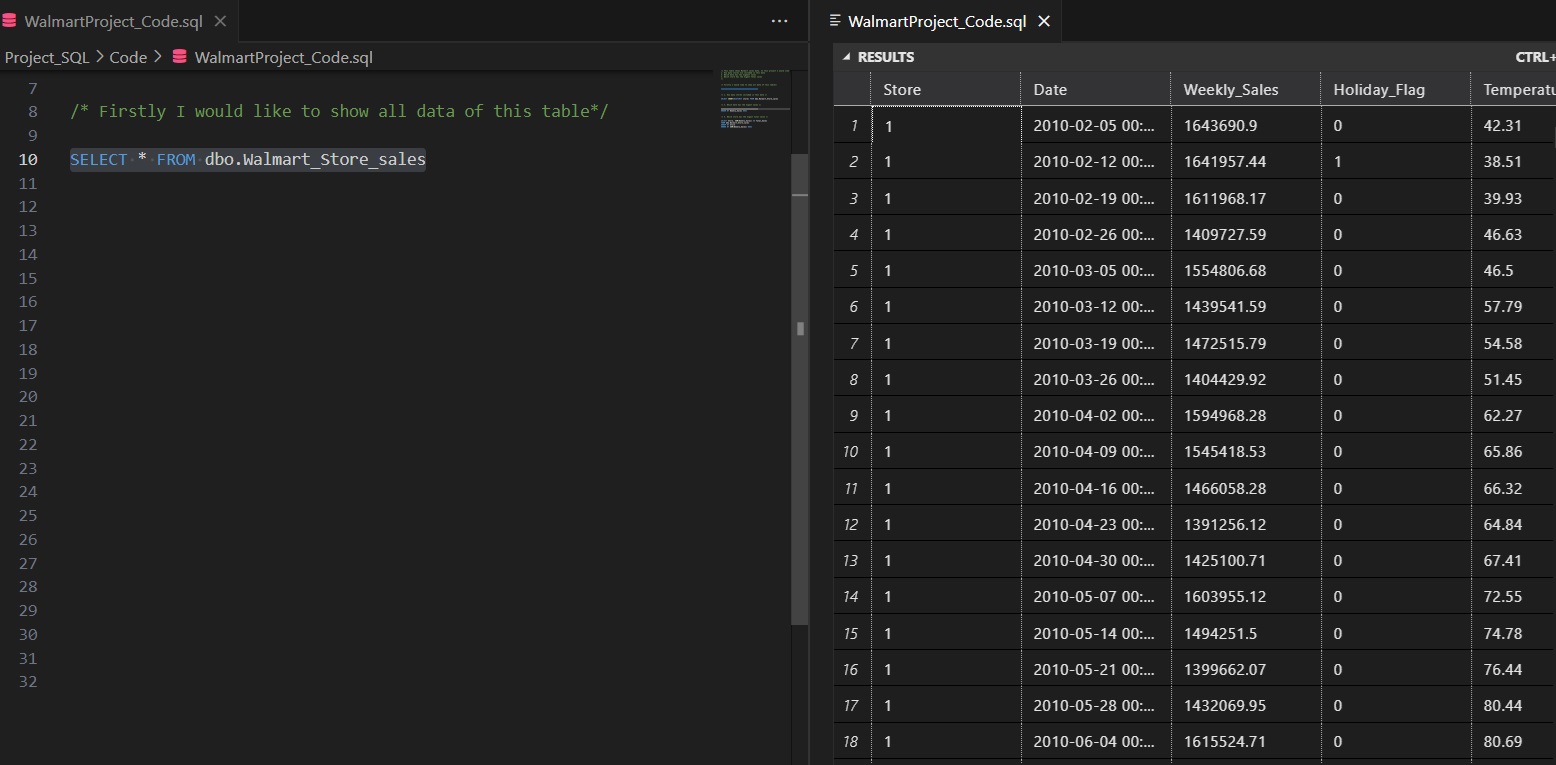 WalmartProject_Code.sql
Project_SQL > Code > WalmartProject_Code.sql
7
8 /* Firstly I would like to show all data of this table*/
9
10 SELECT * FROM dbo.Walmart_Store_sales
11
12
13
14
15
16
17
18
19
20
21
22
23
24
25
26
27
28
29
30
31
32
WalmartProject_Code.sql
RESULTS CTRL+
Store Date Weekly_Sales Holiday_Flag Temperatu
1 1 2010-02-05 00:... 1643690.9 0 42.31
2 1 2010-02-12 00:... 1641957.44 1 38.51
3 1 2010-02-19 00:... 1611968.17 0 39.93
4 1 2010-02-26 00:... 1409727.59 0 46.63
5 1 2010-03-05 00:... 1554806.68 0 46.5
6 1 2010-03-12 00:... 1439541.59 0 57.79
7 1 2010-03-19 00:... 1472515.79 0 54.58
8 1 2010-03-26 00:... 1404429.92 0 51.45
9 1 2010-04-02 00:... 1594968.28 0 62.27
10 1 2010-04-09 00:... 1545418.53 0 65.86
11 1 2010-04-16 00:... 1466058.28 0 66.32
12 1 2010-04-23 00:... 1391256.12 0 64.84
13 1 2010-04-30 00:... 1425100.71 0 67.41
14 1 2010-05-07 00:... 1603955.12 0 72.55
15 1 2010-05-14 00:... 1494251.5 0 74.78
16 1 2010-05-21 00:... 1399662.07 0 76.44
17 1 2010-05-28 00:... 1432069.95 0 80.44
18 1 2010-06-04 00:... 1615524.71 0 80.69